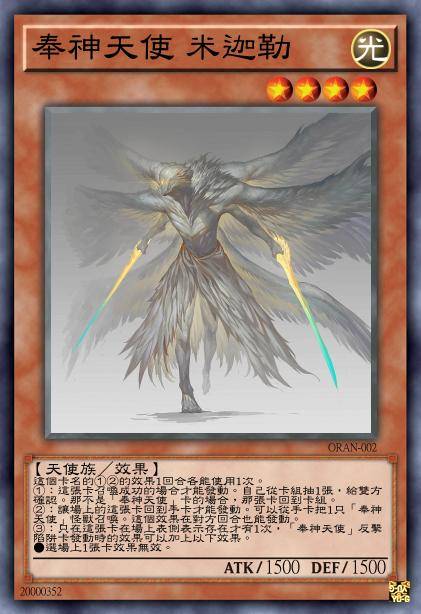 奉神天使 米迦勒
光
ORAN-002
【天使族／效果】
這個卡名的①②的效果1回合各能使用1次。
①：這張卡召喚成功的場合才能發動。自己從卡組抽1張，給雙方
確認。那不是「奉神天使」卡的場合，那張卡回到卡組。
②：讓場上的這張卡回到手卡才能發動。可以從手卡把1只「奉神
天使」怪獸召喚。這個效果在對方回合也能發動。
③：只在這張卡在場上表側表示存在才有1次，「奉神天使」反擊
陷阱卡發動時的效果可以加上以下效果。
●選場上1張卡效果無效。
ATK/1500 DEF/1500
20000352